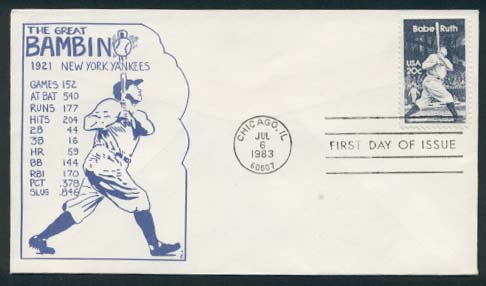 THE GREAT
BAMBINO
1921 NEW YORK YANKEES
GAMES 152
AT BAT 540
RUNS 177
HITS 204
2B 44
3B 16
HR 59
BB 144
RBI 170
PCT .378
SLUG .846
CHICAGO, IL
JUL
6
1983
60607
FIRST DAY OF ISSUE
Babe Ruth
USA
20c